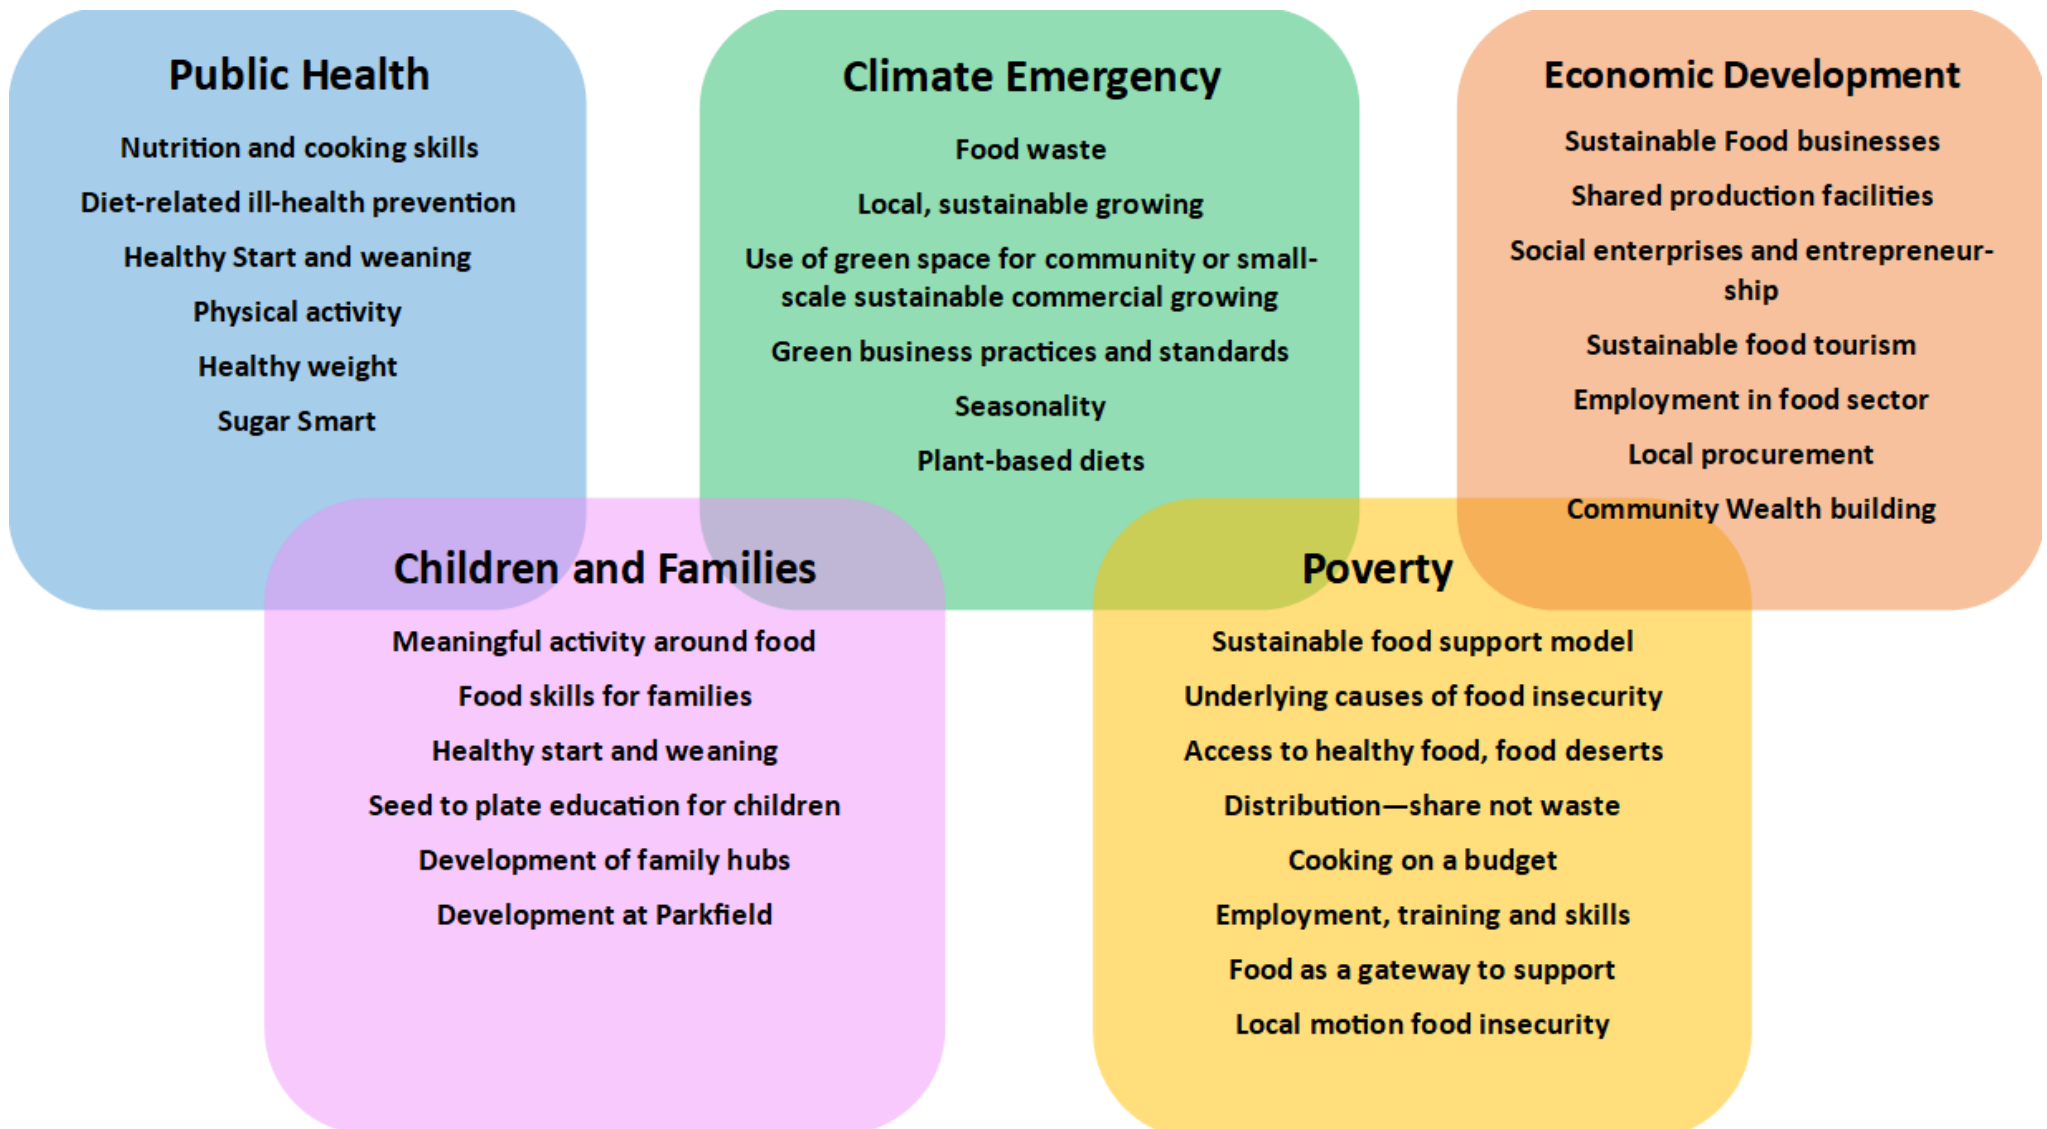 Public Health
Nutrition and cooking skills
Diet-related ill-health prevention
Healthy Start and weaning
Physical activity
Healthy weight
Sugar Smart
Climate Emergency
Food waste
Local, sustainable growing
Use of green space for community or small-
scale sustainable commercial growing
Green business practices and standards
Seasonality
Plant-based diets
Economic Development
Sustainable Food businesses
Shared production facilities
Social enterprises and entrepreneur-
ship
Sustainable food tourism
Employment in food sector
Local procurement
Community Wealth building
Children and Families
Meaningful activity around food
Food skills for families
Healthy start and weaning
Seed to plate education for children
Development of family hubs
Development at Parkfield
Poverty
Sustainable food support model
Underlying causes of food insecurity
Access to healthy food, food deserts
Distribution—share not waste
Cooking on a budget
Employment, training and skills
Food as a gateway to support
Local motion food insecurity